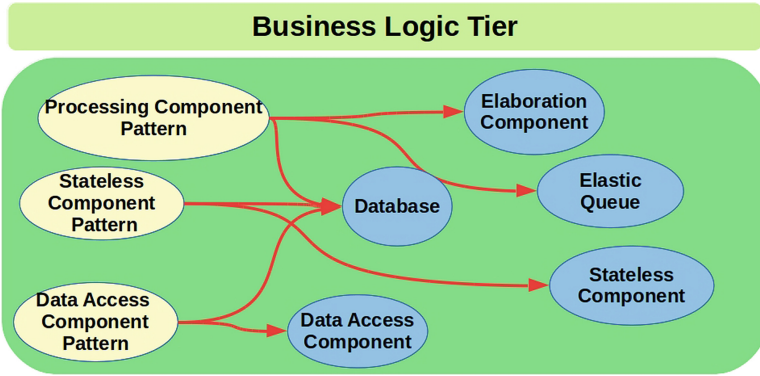 Business Logic Tier
Processing Component
Pattern
Elaboration
Component
Stateless
Component
Pattern
Elastic
Queue
Database
Stateless
Component
Data Access
Component
Pattern
Data Access
Component